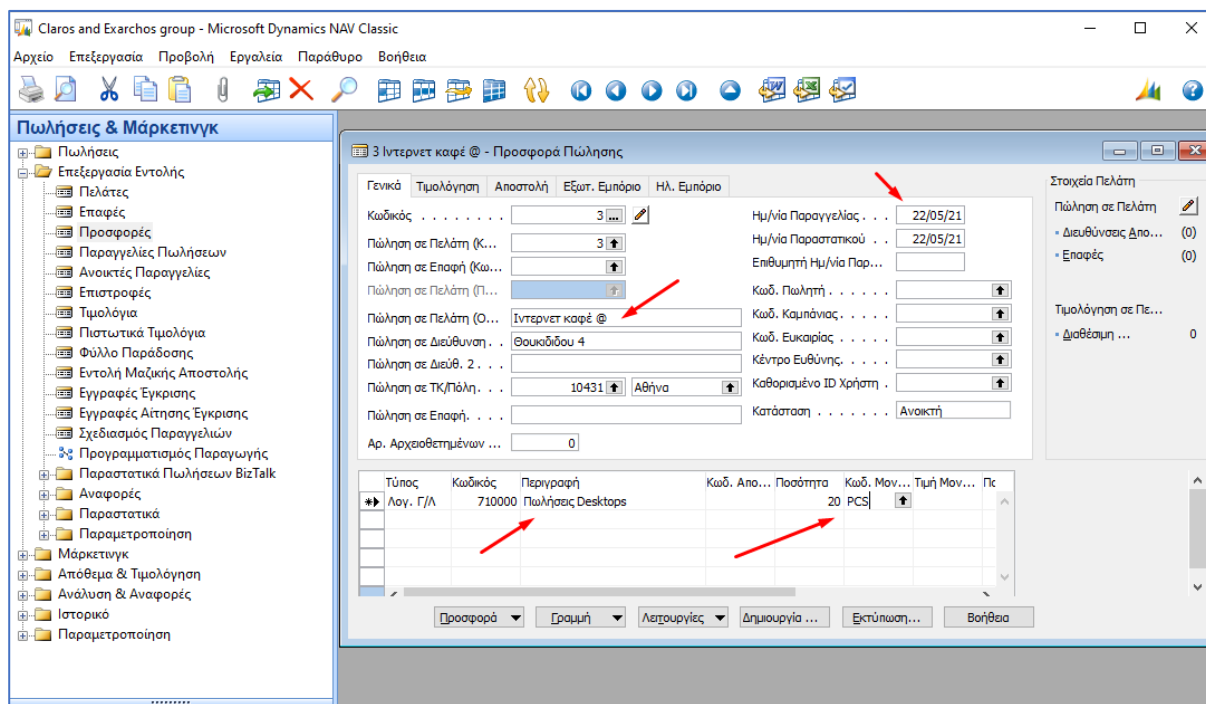 Claros and Exarchos group - Microsoft Dynamics NAV Classic
Αρχείο Επεξεργασία Προβολή Εργαλεία Παράθυρο Βοήθεια
Πωλήσεις & Μάρκετινγκ
Πωλήσεις
Επεξεργασία Εντολής
Πελάτες
Επαφές
Προσφορές
Παραγγελίες Πωλήσεων
Ανοικτές Παραγγελίες
Επιστροφές
Τιμολόγια
Πιστωτικά Τιμολόγια
Φύλλο Παράδοσης
Εντολή Μαζικής Αποστολής
Εγγραφές Έγκρισης
Εγγραφές Αίτησης Έγκρισης
Σχεδιασμός Παραγγελιών
Προγραμματισμός Παραγωγής
Παραστατικά Πωλήσεων BizTalk
Αναφορές
Παραστατικά
Παραμετροποίηση
Μάρκετινγκ
Απόθεμα & Τιμολόγηση
Ανάλυση & Αναφορές
Ιστορικό
Παραμετροποίηση
3 Ιντερνετ καφέ @ - Προσφορά Πώλησης
Γενικά Τιμολόγηση Αποστολή Εξωτ. Εμπόριο Ηλ. Εμπόριο
Κωδικός . . . . . . . . 3 ...
Πώληση σε Πελάτη (Κ... 3
Πώληση σε Επαφή (Κω...
Πώληση σε Πελάτη (Π...
Πώληση σε Πελάτη (Ο... Ιντερνετ καφέ @
Πώληση σε Διεύθυνση . . Θουκιδιδου 4
Πώληση σε Διεύθ. 2 . . .
Πώληση σε ΤΚ/Πόλη. . . 10431 Αθήνα
Πώληση σε Επαφή. . . .
Αρ. Αρχειοθετημένων ... 0
Ημ/νία Παραγγελίας . . . 22/05/21
Ημ/νία Παραστατικού . . 22/05/21
Επιθυμητή Ημ/νία Παρ...
Κωδ. Πωλητή . . . . . .
Κωδ. Καμπάνιας. . . . .
Κωδ. Ευκαιρίας . . . . .
Κέντρο Ευθύνης. . . . .
Καθορισμένο ID Χρήστη .
Κατάσταση . . . . . . . Ανοικτή
Στοιχεία Πελάτη
Πώληση σε Πελάτη
Διευθύνσεις Απο... (0)
Επαφές (0)
Τιμολόγηση σε Πε...
Διαθέσιμη ... 0
Τύπος Κωδικός Περιγραφή Κωδ. Απο... Ποσότητα Κωδ. Μον... Τιμή Μον... Πο
Λογ. Γ/Λ 710000 Πωλήσεις Desktops 20 PCS
Προσφορά Γραμμή Λειτουργίες Δημιουργία ... Εκτύπωση... Βοήθεια